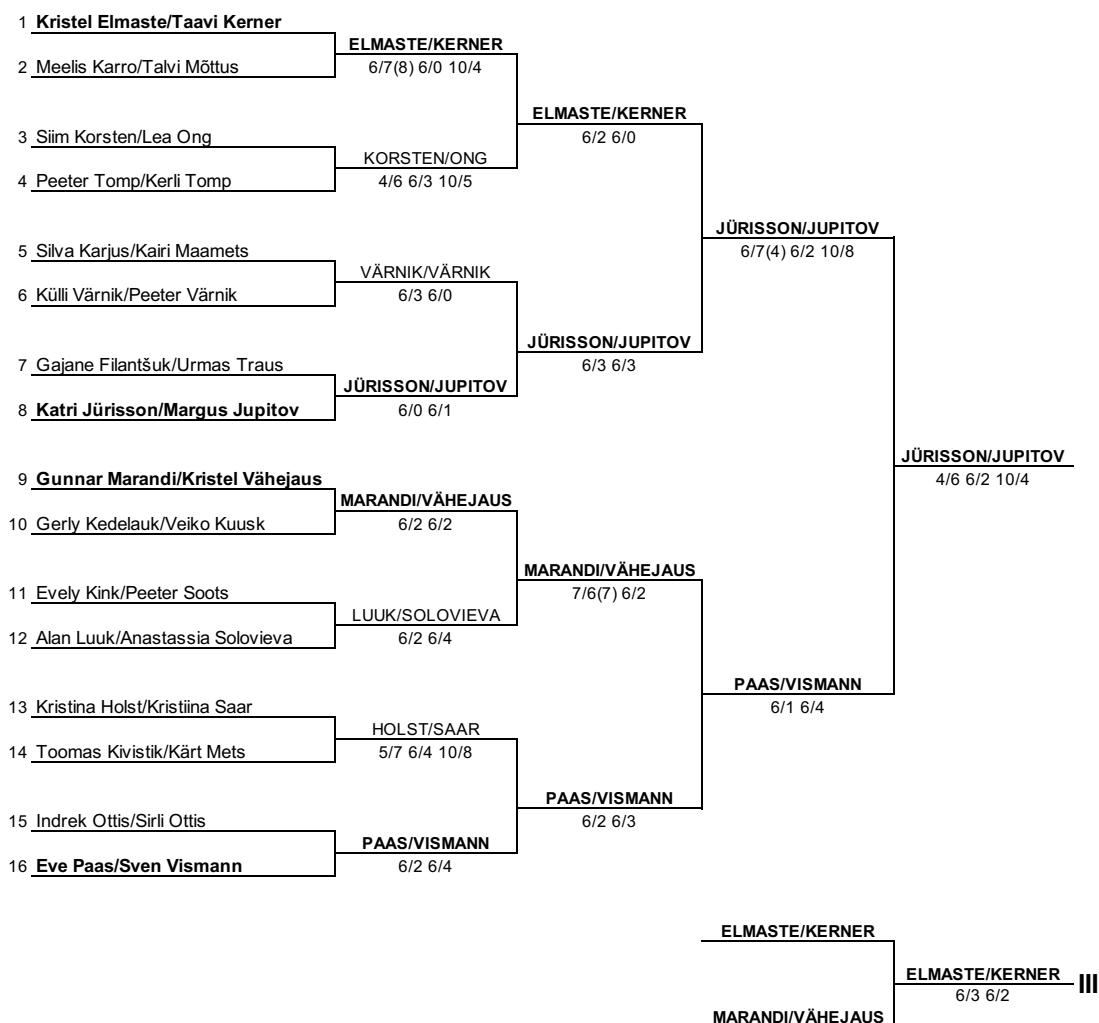 1 Kristel Elmaste/Taavi Kerner
ELMASTE/KERNER
2 Meelis Karro/Talvi Mõttus
6/7(8) 6/0 10/4
ELMASTE/KERNER
3 Siim Korsten/Lea Ong
6/2 6/0
KORSTEN/ONG
4 Peeter Tomp/Kerli Tomp
4/6 6/3 10/5
JÜRISSON/JUPITOV
5 Silva Karjus/Kairi Maamets
6/7(4) 6/2 10/8
VÄRNIK/VÄRNIK
6 Külli Värnik/Peeter Värnik
6/3 6/0
JÜRISSON/JUPITOV
7 Gajane Filantšuk/Urmas Traus
6/3 6/3
JÜRISSON/JUPITOV
8 Katri Jürisson/Margus Jupitov
6/0 6/1
JÜRISSON/JUPITOV
9 Gunnar Marandi/Kristel Vähejaus
4/6 6/2 10/4
MARANDI/VÄHEJAUS
10 Gerly Kedelauk/Veiko Kuusk
6/2 6/2
MARANDI/VÄHEJAUS
11 Evely Kink/Peeter Soots
7/6(7) 6/2
LUUK/SOLOVIEVA
12 Alan Luuk/Anastassia Solovieva
6/2 6/4
PAAS/VISMANN
13 Kristina Holst/Kristiina Saar
6/1 6/4
HOLST/SAAR
14 Toomas Kivistik/Kärt Mets
5/7 6/4 10/8
PAAS/VISMANN
15 Indrek Ottis/Sirli Ottis
6/2 6/3
PAAS/VISMANN
16 Eve Paas/Sven Vismann
6/2 6/4
ELMASTE/KERNER
ELMASTE/KERNER III
6/3 6/2
MARANDI/VÄHEJAUS